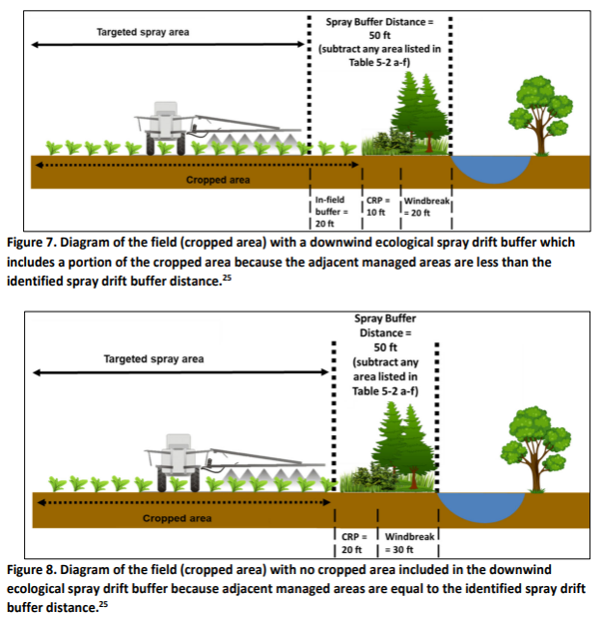 Targeted spray area
Spray Buffer Distance =
50 ft
(subtract any area listed in
Table 5-2 a-f)
Cropped area
In-field
buffer =
20 ft
CRP =
10 ft
Windbreak
= 20 ft
Figure 7. Diagram of the field (cropped area) with a downwind ecological spray drift buffer which
includes a portion of the cropped area because the adjacent managed areas are less than the
identified spray drift buffer distance.25
Spray Buffer
Distance =
50 ft
(subtract any
area listed in
Table 5-2 a-f)
Targeted spray area
Cropped area
CRP =
20 ft
Windbreak
= 30 ft
Figure 8. Diagram of the field (cropped area) with no cropped area included in the downwind
ecological spray drift buffer because adjacent managed areas are equal to the identified spray drift
buffer distance.25